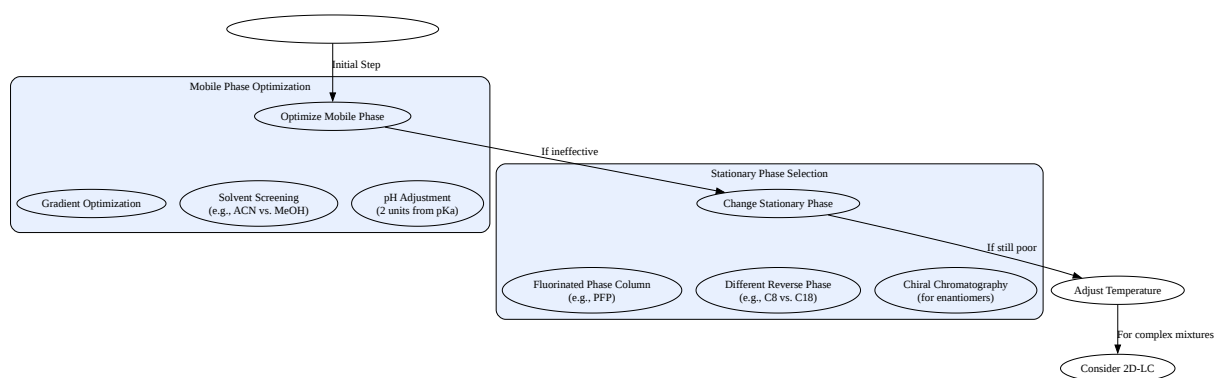 Initial Step
Mobile Phase Optimization
Optimize Mobile Phase
If ineffective
Stationary Phase Selection
Gradient Optimization
Solvent Screening
(e.g., ACN vs. MeOH)
pH Adjustment
(2 units from pKa)
Change Stationary Phase
If still poor
Fluorinated Phase Column
(e.g., PFP)
Different Reverse Phase
(e.g., C8 vs. C18)
Chiral Chromatography
(for enantiomers)
Adjust Temperature
For complex mixtures
Consider 2D-LC